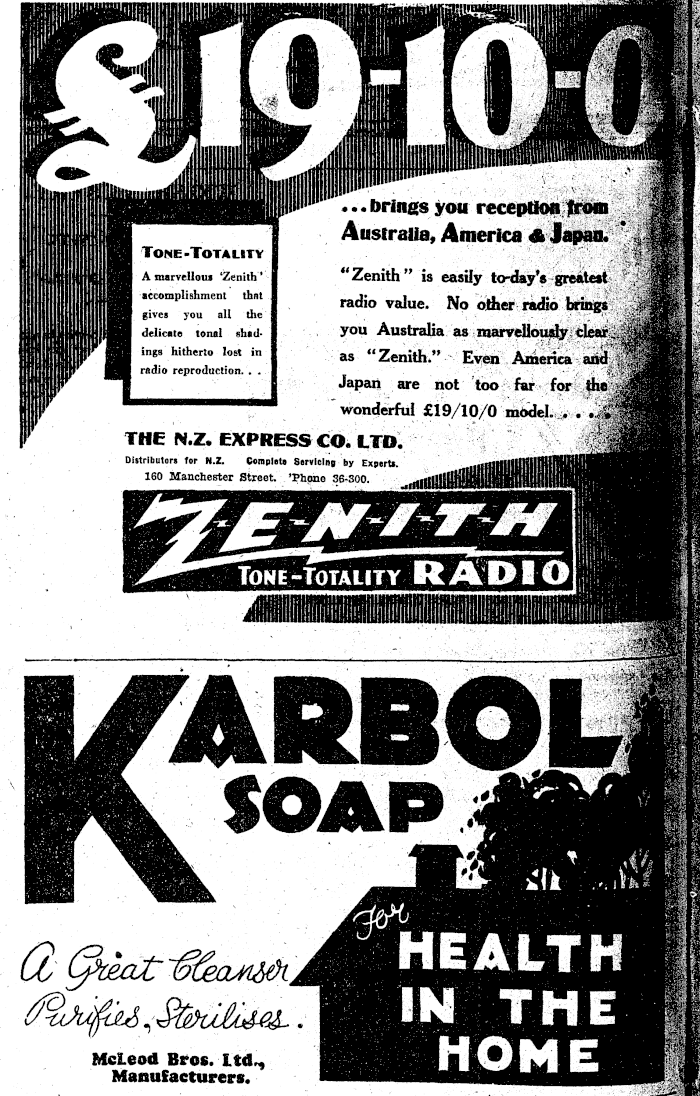 £19-10-0
...brings you reception from
Australia, America & Japan.
TONE-TOTALITY
A marvellous 'Zenith'
accomplishment that
gives you all the
delicate tonal shad-
ings hitherto lost in
radio reproduction. . .
"Zenith" is easily to-day's greatest
radio value. No other radio brings
you Australia as marvellously clear
as "Zenith." Even America and
Japan are not too far for the
wonderful £19/10/0 model. . . . .
THE N.Z. EXPRESS CO. LTD.
Distributors for N.Z. Complete Servicing by Experts.
160 Manchester Street. 'Phone 36-300.
Z-E-N-I-T-H
TONE-TOTALITY RADIO
KARBOL
SOAP
For
HEALTH
IN THE
HOME
A Great Cleanser
Purifies, Sterilises.
McLeod Bros. Ltd.,
Manufacturers.